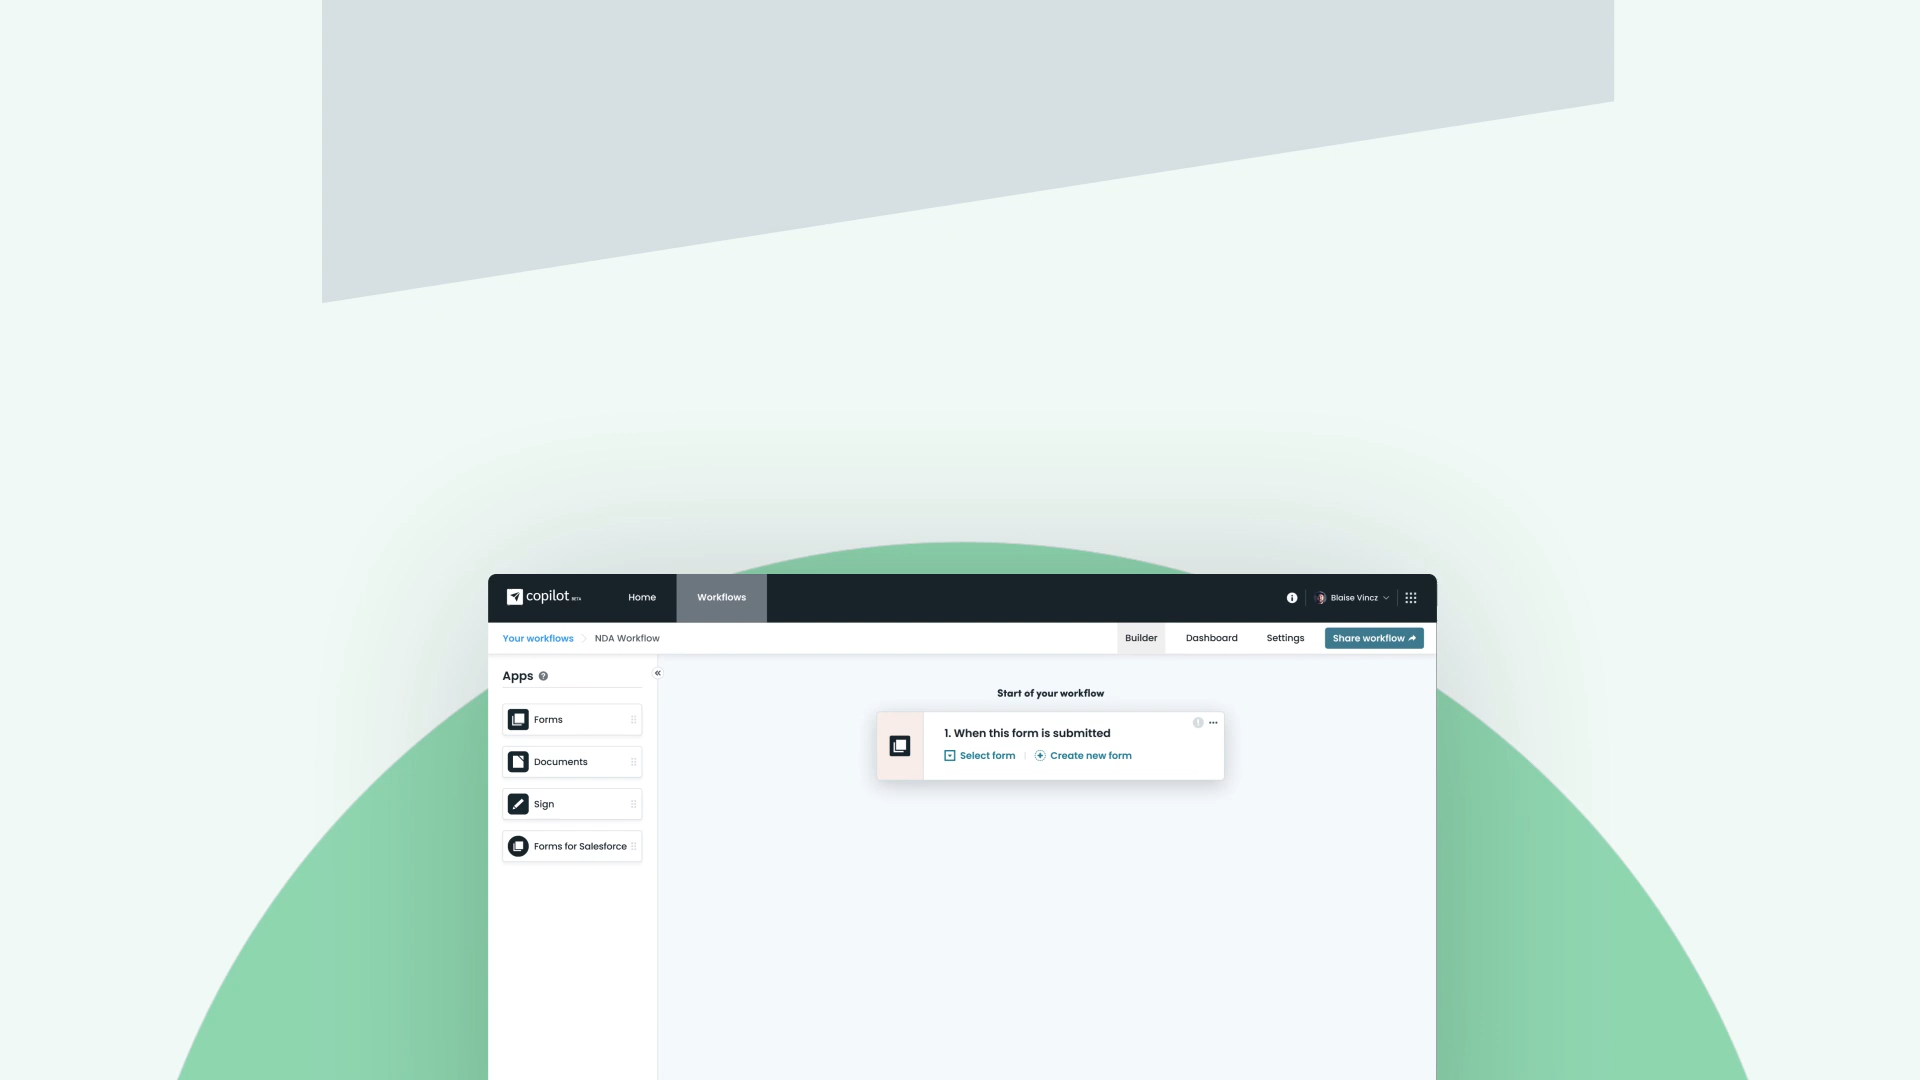 copilot BETA
Home
Workflows
Blaise Vincz
Your workflows
NDA Workflow
Builder
Dashboard
Settings
Share workflow
Apps
Start of your workflow
Forms
1. When this form is submitted
Select form
Create new form
Documents
Sign
Forms for Salesforce